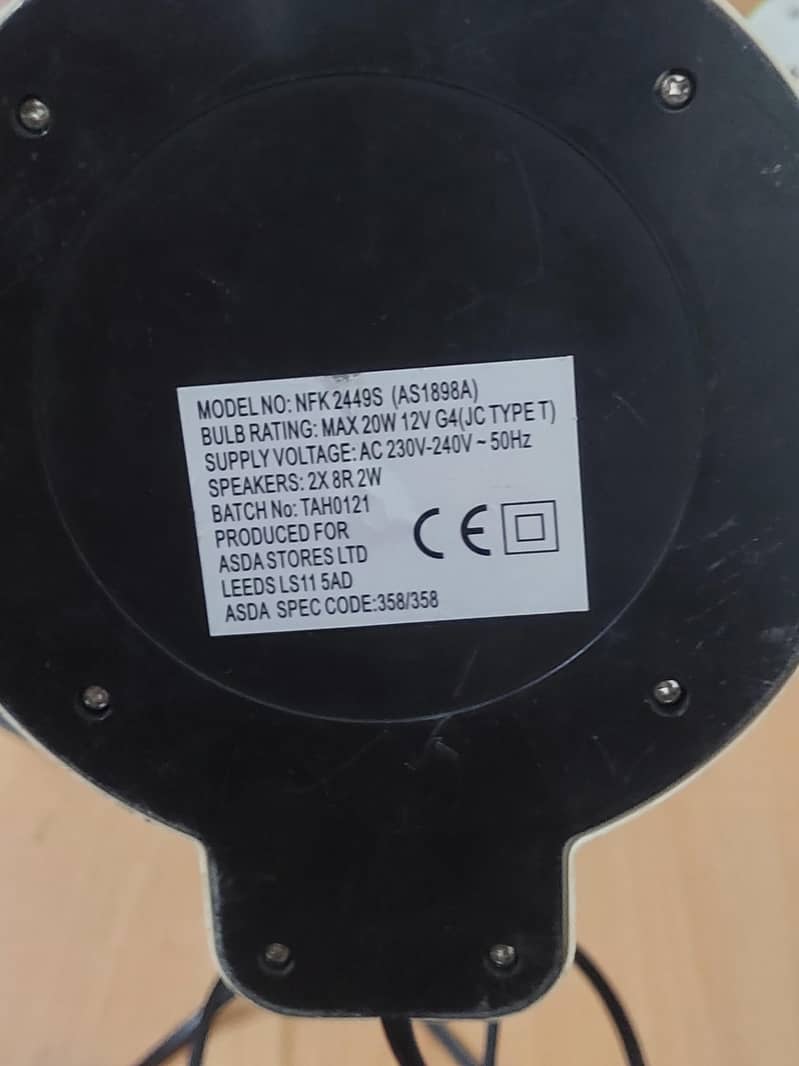 MODEL NO: NFK 2449S (AS1898A)
BULB RATING: MAX 20W 12V G4(JC TYPE T)
SUPPLY VOLTAGE: AC 230V-240V ~ 50Hz
SPEAKERS: 2X 8R 2W
BATCH No: TAH0121
PRODUCED FOR
ASDA STORES LTD
LEEDS LS11 5AD
ASDA SPEC CODE:358/358
CE